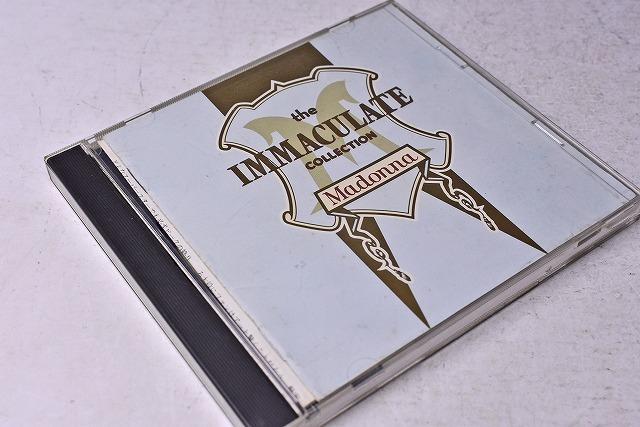 the
IMMACULATE
COLLECTION
Madonna